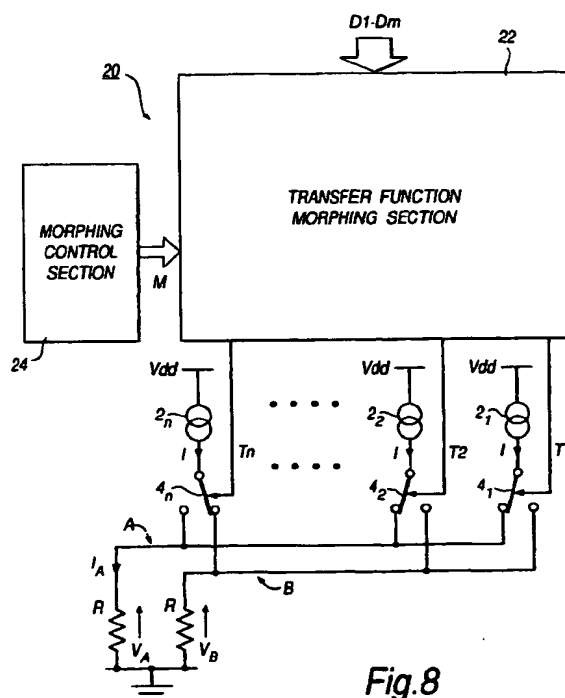 D1-Dm
20
22
TRANSFER FUNCTION
MORPHING SECTION
MORPHING
CONTROL
SECTION
M
24
Vdd
Vdd
Vdd
2n
22
21
I
Tn
I
T2
I
T
4n
42
41
A
IA
B
R
VA
R
VB
Fig.8